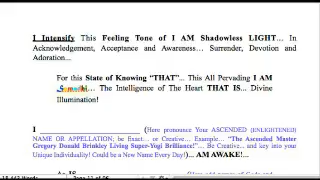 I Intensify This Feeling Tone of I AM Shadowless LIGHT... In
Acknowledgement, Acceptance and Awareness... Surrender, Devotion and
Adoration...
For this State of Knowing “THAT”... This All Pervading I AM
Samadhi... The Intelligence of The Heart THAT IS... Divine
Illumination!
I (Here pronounce Your ASCENDED (ENLIGHTENED)
NAME OR APPELLATION; be Exact... or Creative... Example... “The Ascended Master
Gregory Donald Brinkley Living Super-Yogi Brilliance!”... Be Creative... and key into your
Unique Individuality! Could be a New Name Every Day!)... AM AWAKE!...